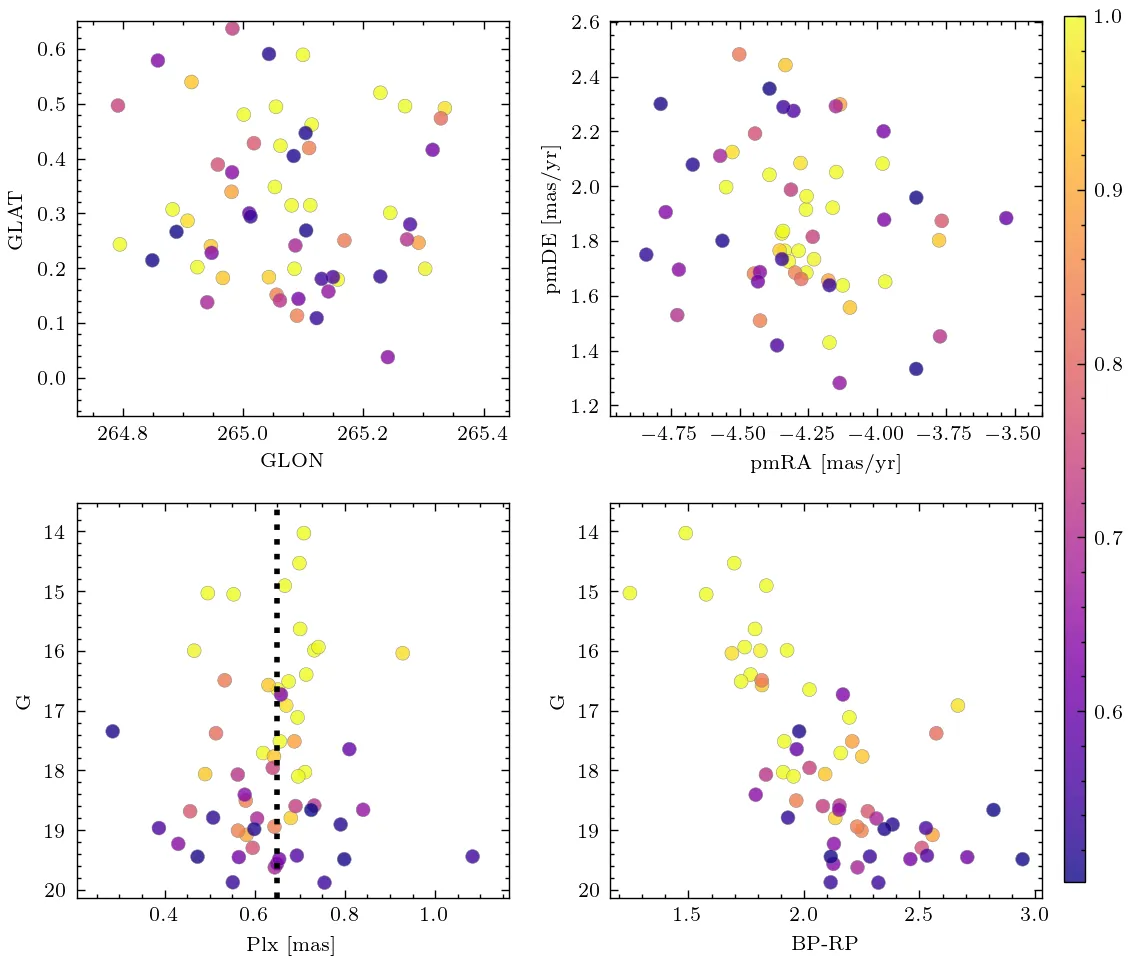 0.6
0.5
0.4
0.3
0.2
0.1
0.0
GLAT
264.8 265.0 265.2 265.4
GLON
2.6
2.4
2.2
2.0
1.8
1.6
1.4
1.2
pmDE [mas/yr]
−4.75 −4.50 −4.25 −4.00 −3.75 −3.50
pmRA [mas/yr]
1.0
0.9
0.8
0.7
0.6
14
15
16
17
18
19
20
G
0.4 0.6 0.8 1.0
Plx [mas]
14
15
16
17
18
19
20
G
1.5 2.0 2.5 3.0
BP-RP